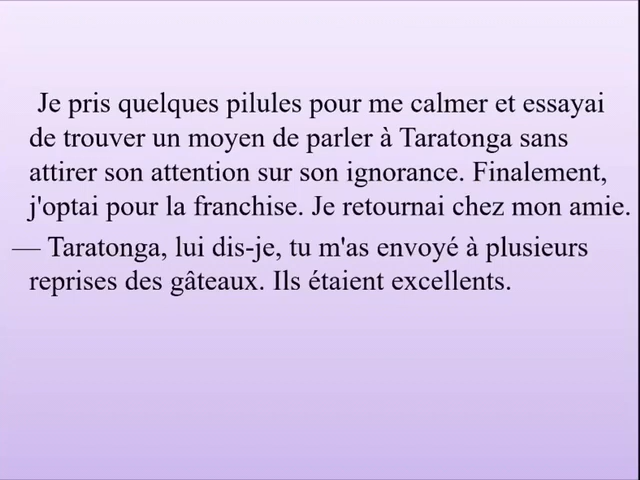 Je pris quelques pilules pour me calmer et essayai
de trouver un moyen de parler à Taratonga sans
attirer son attention sur son ignorance. Finalement,
j'optai pour la franchise. Je retournai chez mon amie.
— Taratonga, lui dis-je, tu m'as envoyé à plusieurs
reprises des gâteaux. Ils étaient excellents.